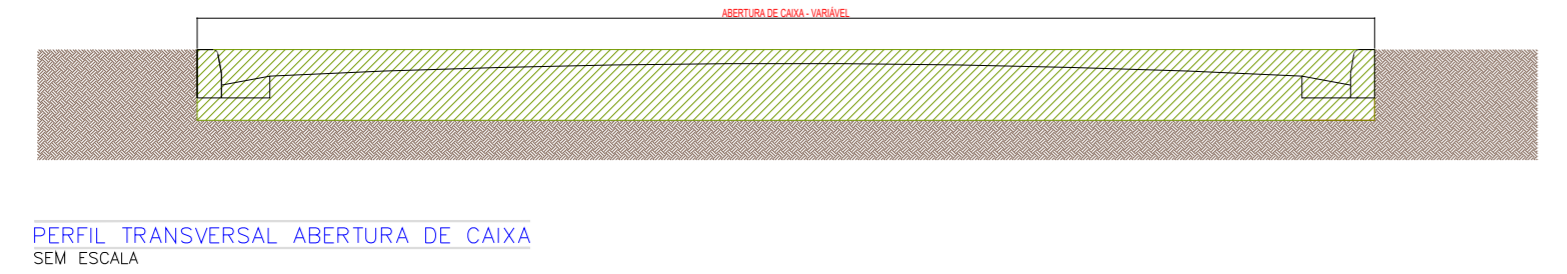 ABERTURA DE CAIXA - VARIÁVEL
PERFIL TRANSVERSAL ABERTURA DE CAIXA
SEM ESCALA